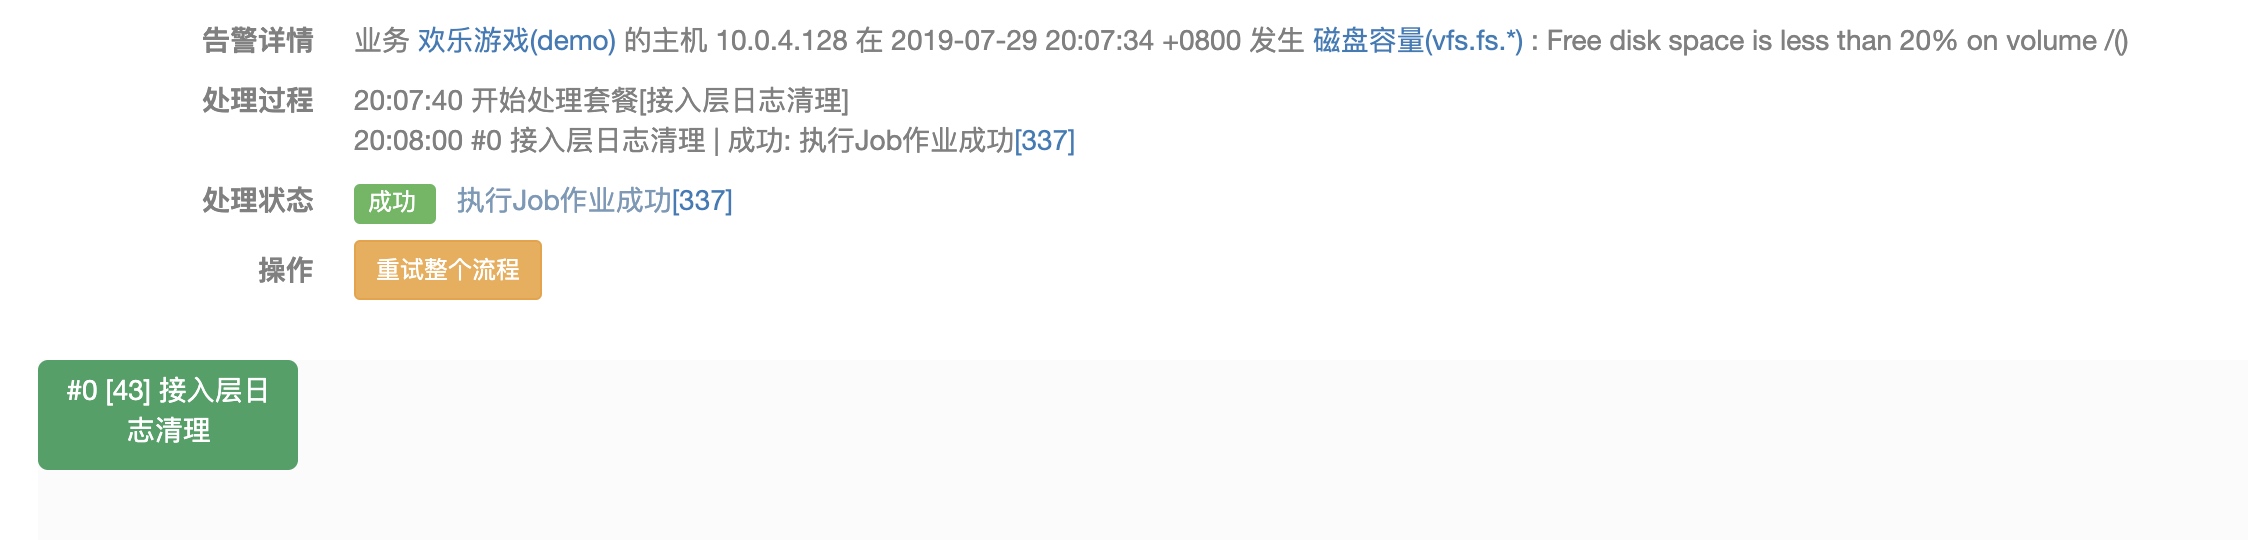 告警详情 业务 欢乐游戏(demo) 的主机 10.0.4.128 在 2019-07-29 20:07:34 +0800 发生 磁盘容量(vfs.fs.*) : Free disk space is less than 20% on volume /()
处理过程 20:07:40 开始处理套餐[接入层日志清理]
20:08:00 #0 接入层日志清理 | 成功: 执行Job作业成功[337]
处理状态 成功 执行Job作业成功[337]
操作 重试整个流程
#0 [43] 接入层日
志清理